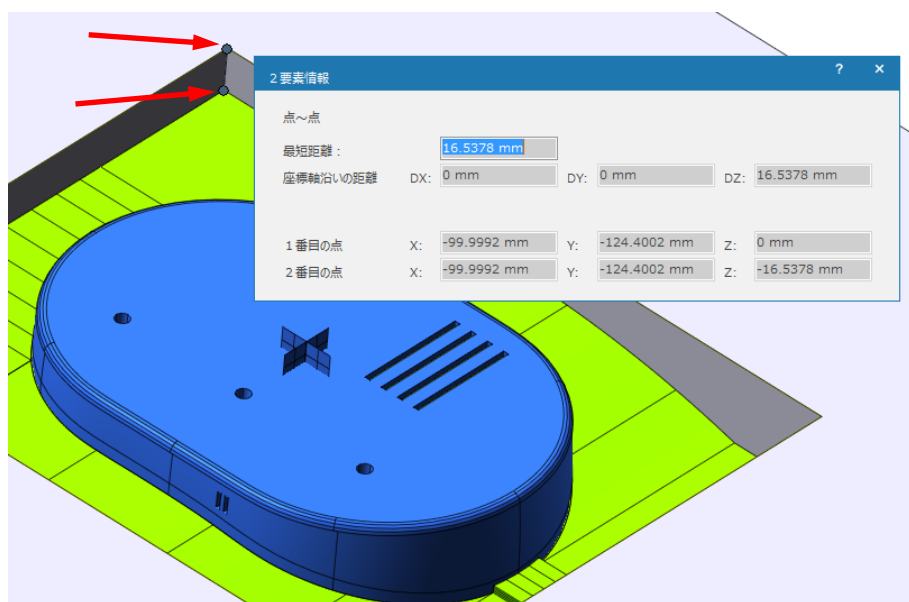 2要素情報 ? ×
点~点
最短距離 : 16.5378 mm
座標軸沿いの距離 DX: 0 mm DY: 0 mm DZ: 16.5378 mm
1番目の点 X: -99.9992 mm Y: -124.4002 mm Z: 0 mm
2番目の点 X: -99.9992 mm Y: -124.4002 mm Z: -16.5378 mm